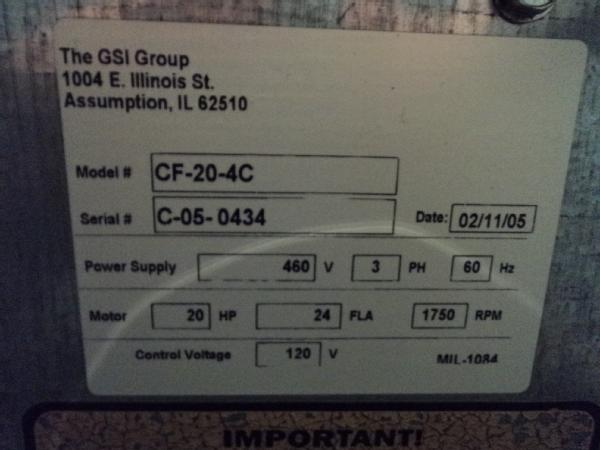 The GSI Group
1004 E. Illinois St.
Assumption, IL 62510
Model # CF-20-4C
Serial # C-05-0434 Date: 02/11/05
Power Supply 460 V 3 PH 60 Hz
Motor 20 HP 24 FLA 1750 RPM
Control Voltage 120 V MIL-1084
IMPORTANT!